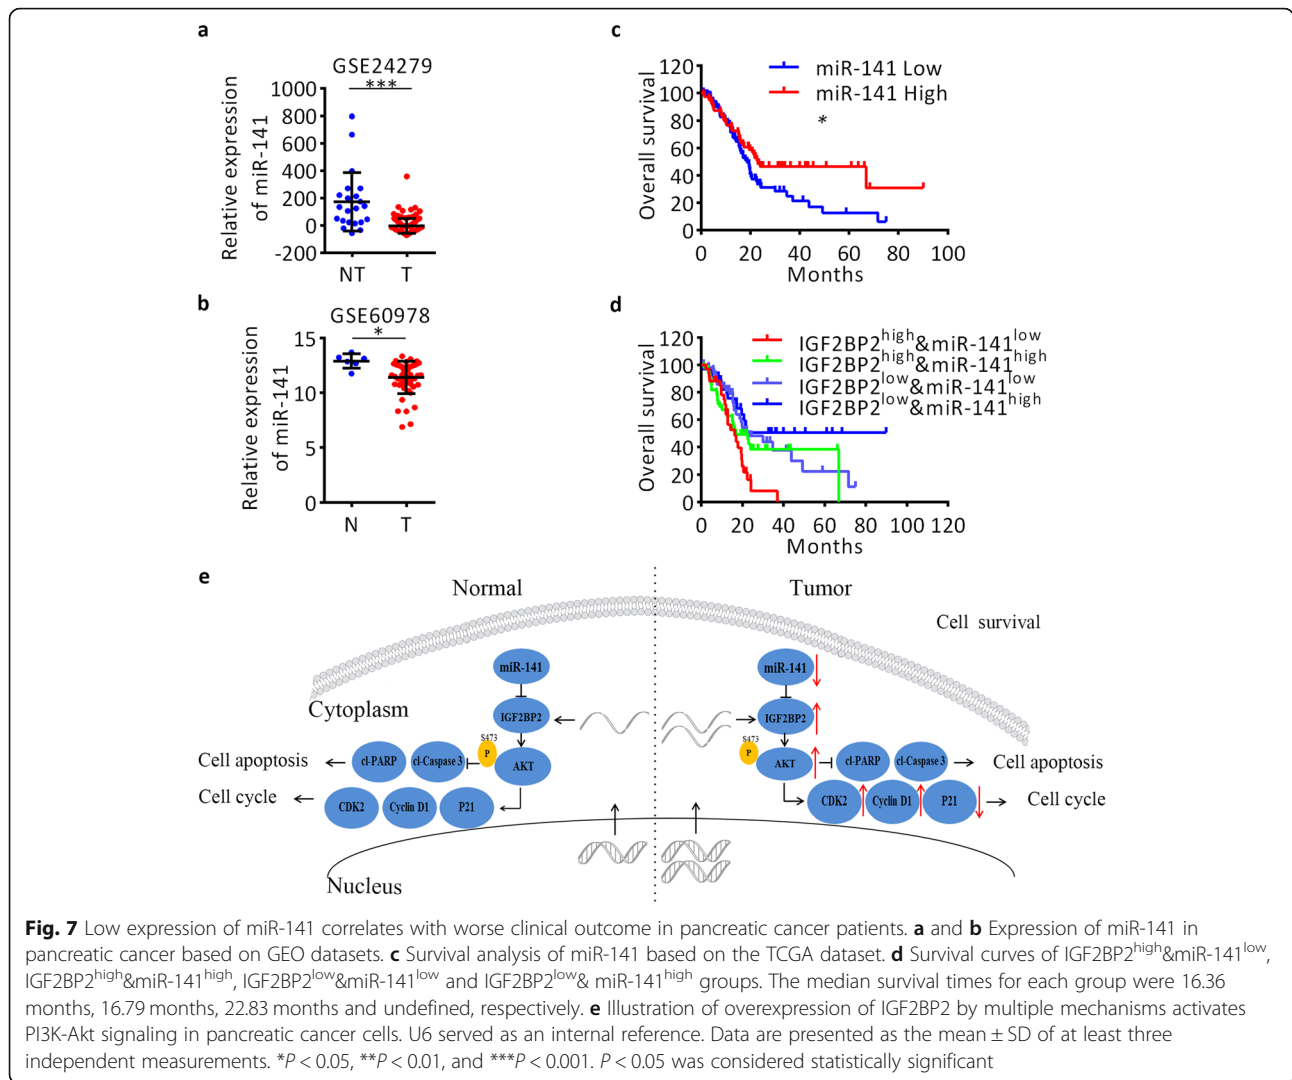 a
GSE24279
***
Relative expression
of miR-141
1000
800
600
400
200
0
-200
NT T
b
GSE60978
*
Relative expression
of miR-141
15
10
5
0
N T
c
miR-141 Low
miR-141 High
*
Overall survival
120
100
80
60
40
20
0
0 20 40 60 80 100
Months
d
IGF2BP2high&miR-141low
IGF2BP2high&miR-141high
IGF2BP2low&miR-141low
IGF2BP2low&miR-141high
Overall survival
120
100
80
60
40
20
0
0 20 40 60 80 100 120
Months
e
Normal
Tumor
Cell survival
Cytoplasm
miR-141
IGF2BP2
S473
P
AKT
cl-PARP
cl-Caspase 3
Cell apoptosis
Cell cycle
CDK2
Cyclin D1
P21
Nucleus
miR-141
IGF2BP2
S473
P
AKT
cl-PARP
cl-Caspase 3
Cell apoptosis
CDK2
Cyclin D1
P21
Cell cycle
Fig. 7 Low expression of miR-141 correlates with worse clinical outcome in pancreatic cancer patients. a and b Expression of miR-141 in
pancreatic cancer based on GEO datasets. c Survival analysis of miR-141 based on the TCGA dataset. d Survival curves of IGF2BP2high&miR-141low,
IGF2BP2high&miR-141high, IGF2BP2low&miR-141low and IGF2BP2low& miR-141high groups. The median survival times for each group were 16.36
months, 16.79 months, 22.83 months and undefined, respectively. e Illustration of overexpression of IGF2BP2 by multiple mechanisms activates
PI3K-Akt signaling in pancreatic cancer cells. U6 served as an internal reference. Data are presented as the mean ± SD of at least three
independent measurements. *P < 0.05, **P < 0.01, and ***P < 0.001. P < 0.05 was considered statistically significant